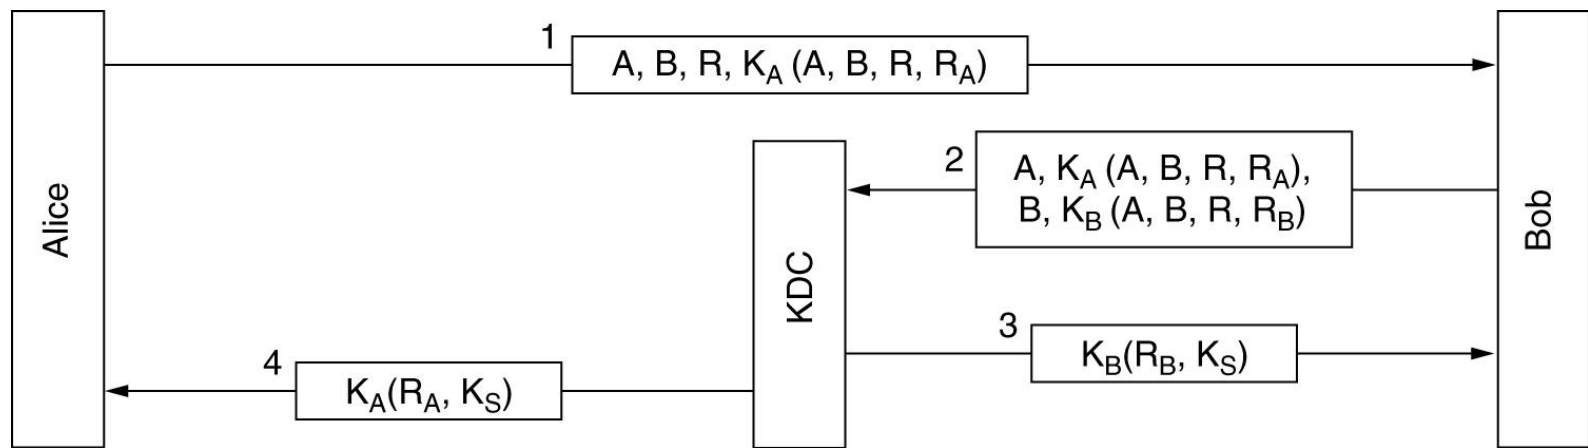 1
A, B, R, K_A (A, B, R, R_A)
Alice
KDC
Bob
2
A, K_A (A, B, R, R_A),
B, K_B (A, B, R, R_B)
3
K_B(R_B, K_S)
4
K_A(R_A, K_S)